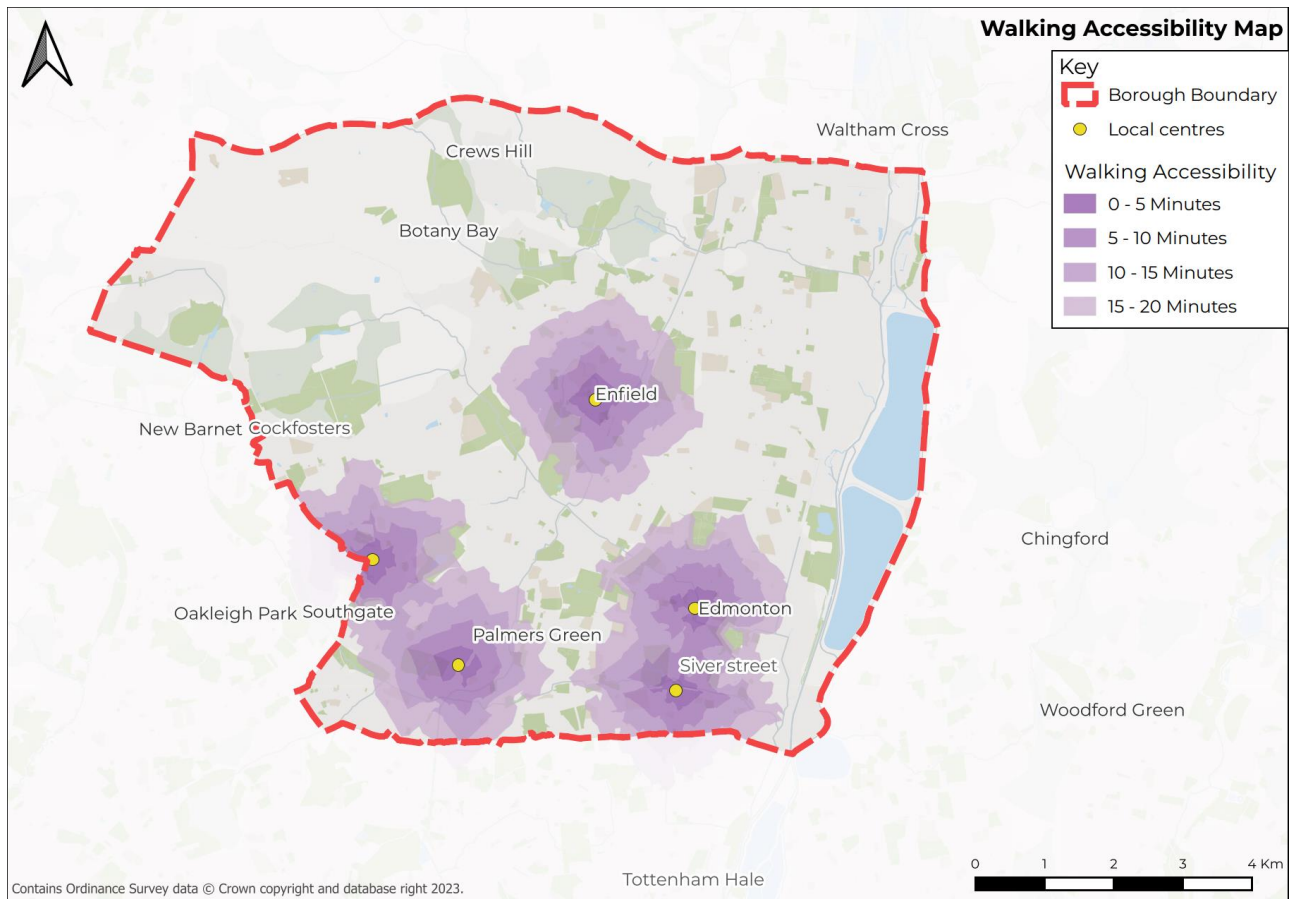 Walking Accessibility Map
Key
Borough Boundary
Local centres
Walking Accessibility
0 - 5 Minutes
5 - 10 Minutes
10 - 15 Minutes
15 - 20 Minutes
Waltham Cross
Crews Hill
Botany Bay
Enfield
New Barnet
Cockfosters
Chingford
Oakleigh Park
Southgate
Edmonton
Palmers Green
Siver street
Woodford Green
Tottenham Hale
0 1 2 3 4 Km
Contains Ordinance Survey data © Crown copyright and database right 2023.